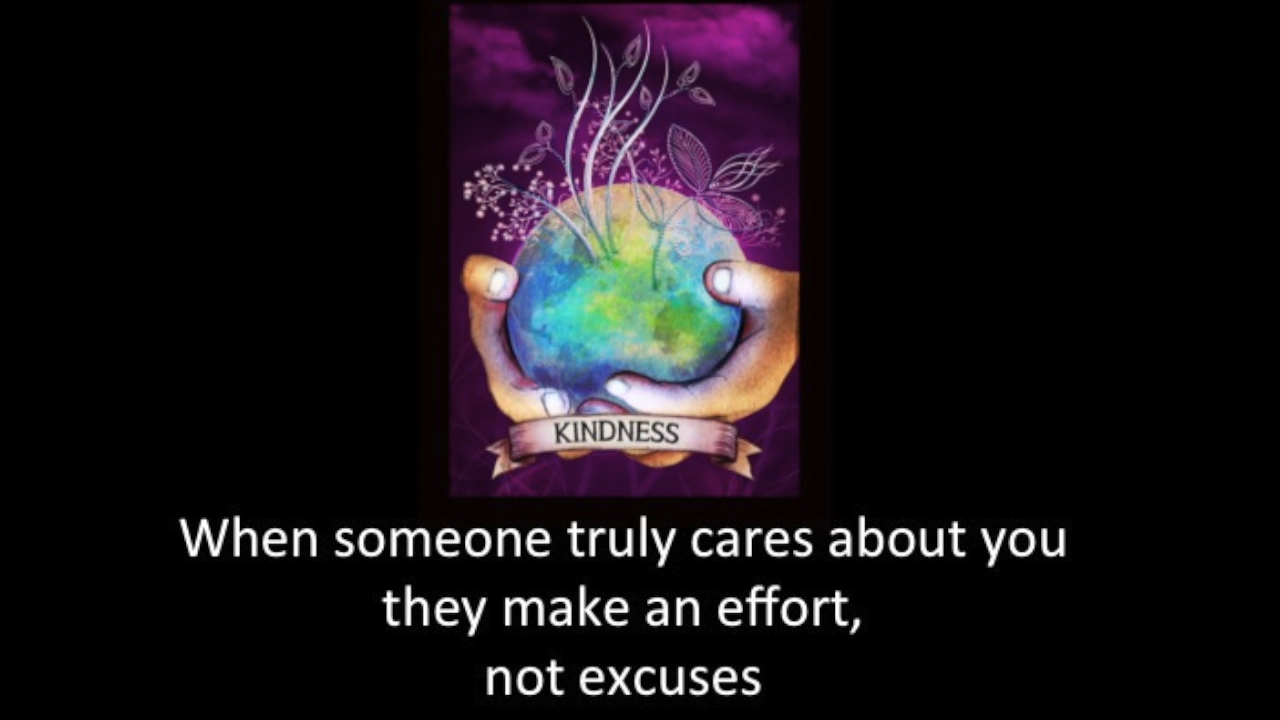 KINDNESS
When someone truly cares about you
they make an effort,
not excuses